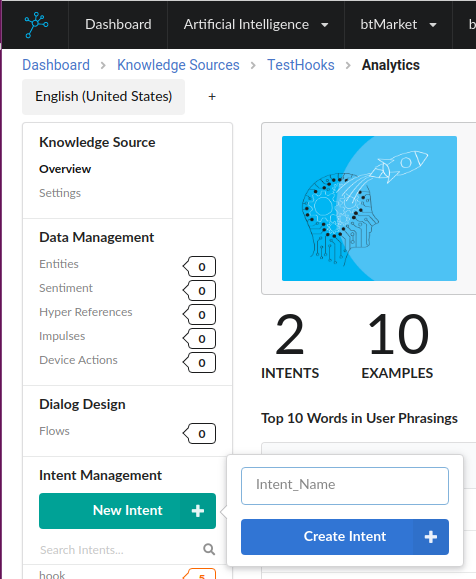 Dashboard Artificial Intelligence btMarket b
Dashboard > Knowledge Sources > TestHooks > Analytics
English (United States) +
Knowledge Source
Overview
Settings
Data Management
Entities 0
Sentiment 0
Hyper References 0
Impulses 0
Device Actions 0
Dialog Design
Flows 0
Intent Management
New Intent +
Search Intents...
hook 5
2 10
INTENTS EXAMPLES
Top 10 Words in User Phrasings
Intent_Name
Create Intent +